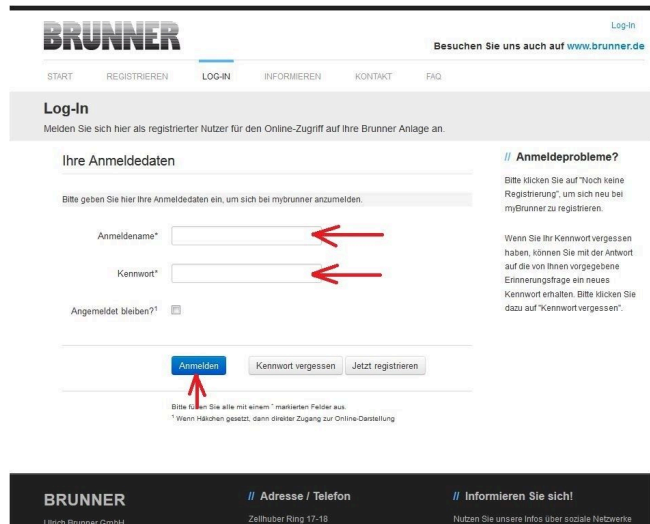 BRUNNER
Log-In
Besuchen Sie uns auch auf www.brunner.de
START REGISTRIEREN LOG-IN INFORMIEREN KONTAKT FAQ
Log-In
Melden Sie sich hier als registrierter Nutzer für den Online-Zugriff auf Ihre Brunner Anlage an.
Ihre Anmeldedaten
Bitte geben Sie hier Ihre Anmeldedaten ein, um sich bei mybrunner anzumelden.
Anmeldename*
Kennwort*
Angemeldet bleiben?¹
Anmelden Kennwort vergessen Jetzt registrieren
Bitte füllen Sie alle mit einem * markierten Felder aus.
¹ Wenn Häkchen gesetzt, dann direkter Zugang zur Online-Darstellung
// Anmeldeprobleme?
Bitte klicken Sie auf "Noch keine
Registrierung", um sich neu bei
myBrunner zu registrieren.
Wenn Sie Ihr Kennwort vergessen
haben, können Sie mit der Antwort
auf die von Ihnen vorgegebene
Erinnerungsfrage ein neues
Kennwort erhalten. Bitte klicken Sie
dazu auf "Kennwort vergessen".
BRUNNER
Ulrich Brunner GmbH
// Adresse / Telefon
Zellhuber Ring 17-18
// Informieren Sie sich!
Nutzen Sie unsere Infos über soziale Netzwerke